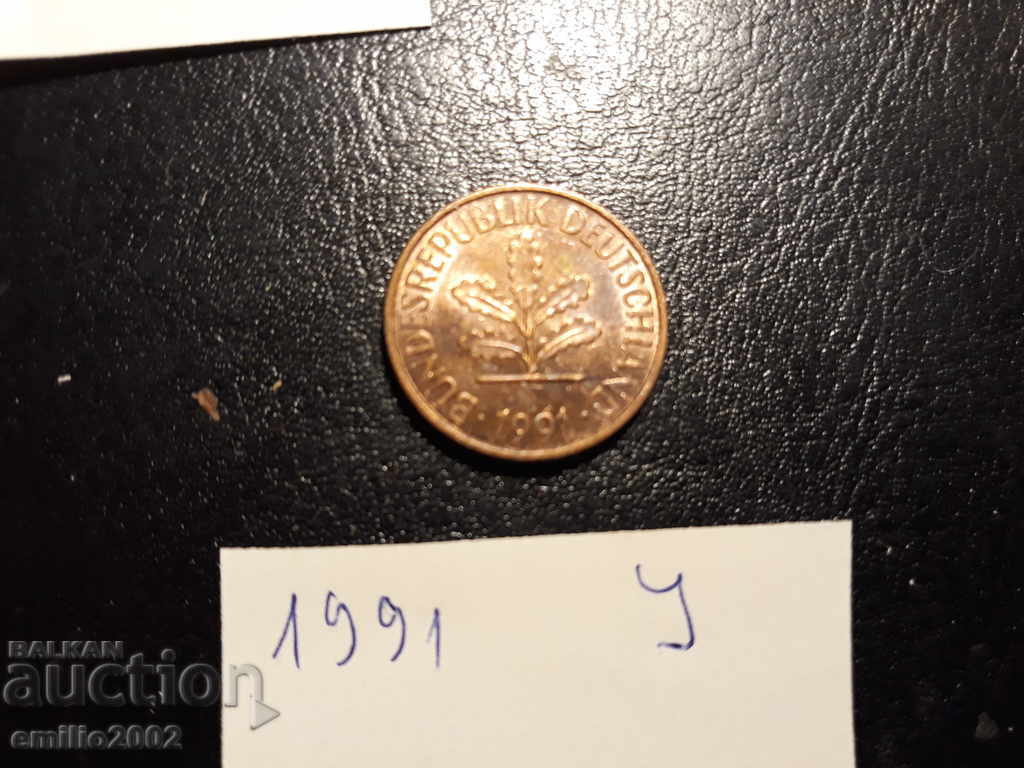 BUNDESREPUBLIK DEUTSCHLAND
· 1991 ·
1991 J
BALKAN
auction
emilio2002